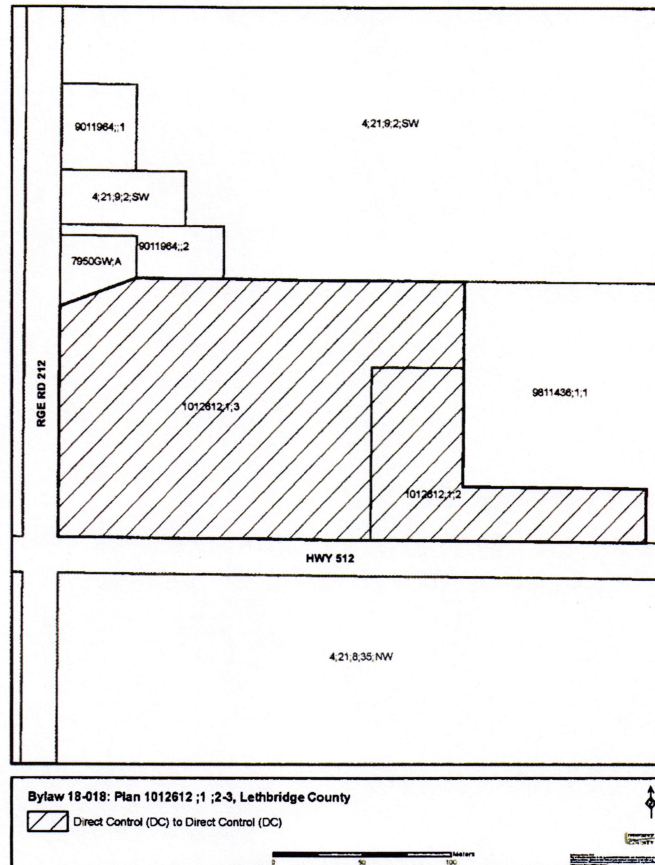 9011964;;1
4;21;9;2;SW
4;21;9;2;SW
9011964;;2
7950GW;A
RGE RD 212
1012612;1;3
9811436;1;1
1012612;1;2
HWY 512
4;21;8;35;NW
Bylaw 18-018: Plan 1012612 ;1 ;2-3, Lethbridge County
Direct Control (DC) to Direct Control (DC)
Meters
0 50 100